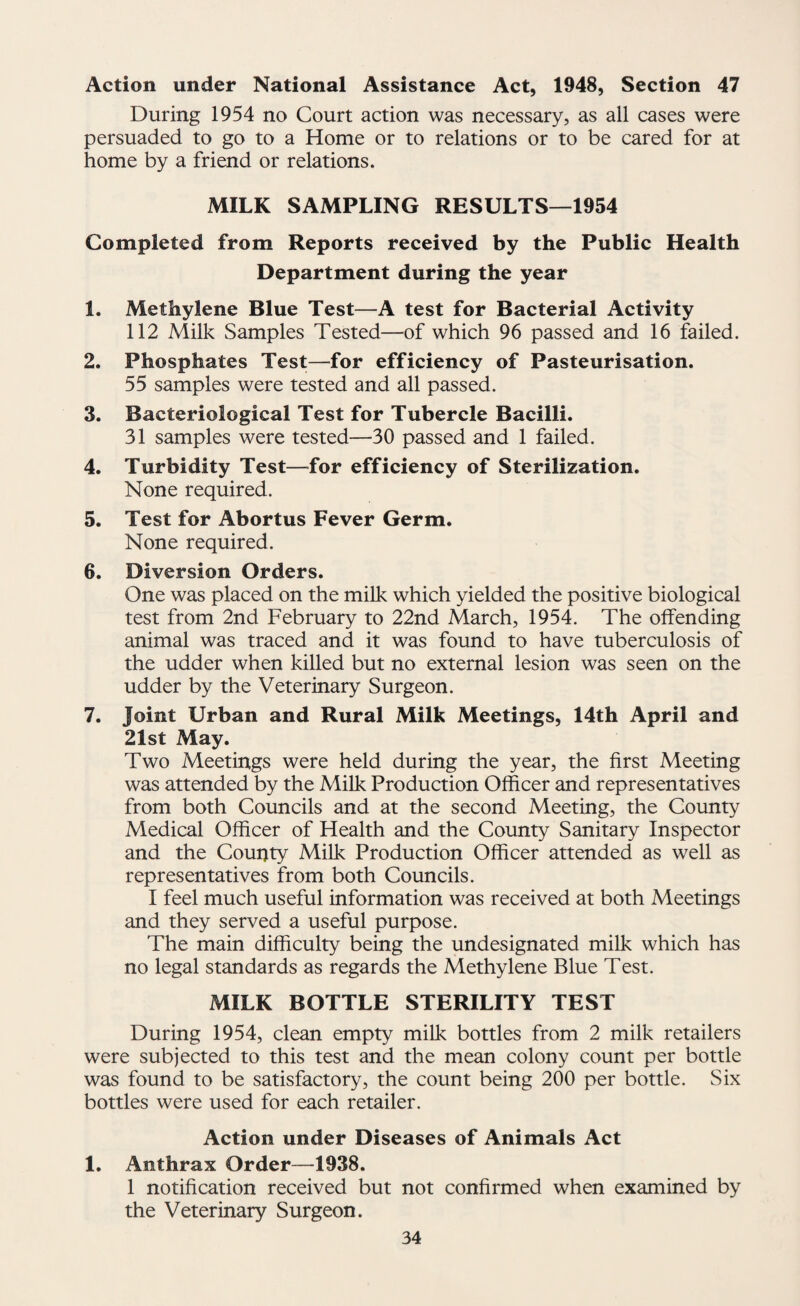 Action under National Assistance Act, 1948, Section 47
During 1954 no Court action was necessary, as all cases were
persuaded to go to a Home or to relations or to be cared for at
home by a friend or relations.
MILK SAMPLING RESULTS—1954
Completed from Reports received by the Public Health
Department during the year
1. Methylene Blue Test—A test for Bacterial Activity
112 Milk Samples Tested—of which 96 passed and 16 failed.
2. Phosphates Test—for efficiency of Pasteurisation.
55 samples were tested and all passed.
3. Bacteriological Test for Tubercle Bacilli.
31 samples were tested—30 passed and 1 failed.
4. Turbidity Test—for efficiency of Sterilization.
None required.
5. Test for Abortus Fever Germ.
None required.
6. Diversion Orders.
One was placed on the milk which yielded the positive biological
test from 2nd February to 22nd March, 1954. The offending
animal was traced and it was found to have tuberculosis of
the udder when killed but no external lesion was seen on the
udder by the Veterinary Surgeon.
7. Joint Urban and Rural Milk Meetings, 14th April and
21st May.
Two Meetings were held during the year, the first Meeting
was attended by the Milk Production Officer and representatives
from both Councils and at the second Meeting, the County
Medical Officer of Health and the County Sanitary Inspector
and the County Milk Production Officer attended as well as
representatives from both Councils.
I feel much useful information was received at both Meetings
and they served a useful purpose.
The main difficulty being the undesignated milk which has
no legal standards as regards the Methylene Blue Test.
MILK BOTTLE STERILITY TEST
During 1954, clean empty milk bottles from 2 milk retailers
were subjected to this test and the mean colony count per bottle
was found to be satisfactory, the count being 200 per bottle. Six
bottles were used for each retailer.
Action under Diseases of Animals Act
1. Anthrax Order—1938.
1 notification received but not confirmed when examined by
the Veterinary Surgeon.
34